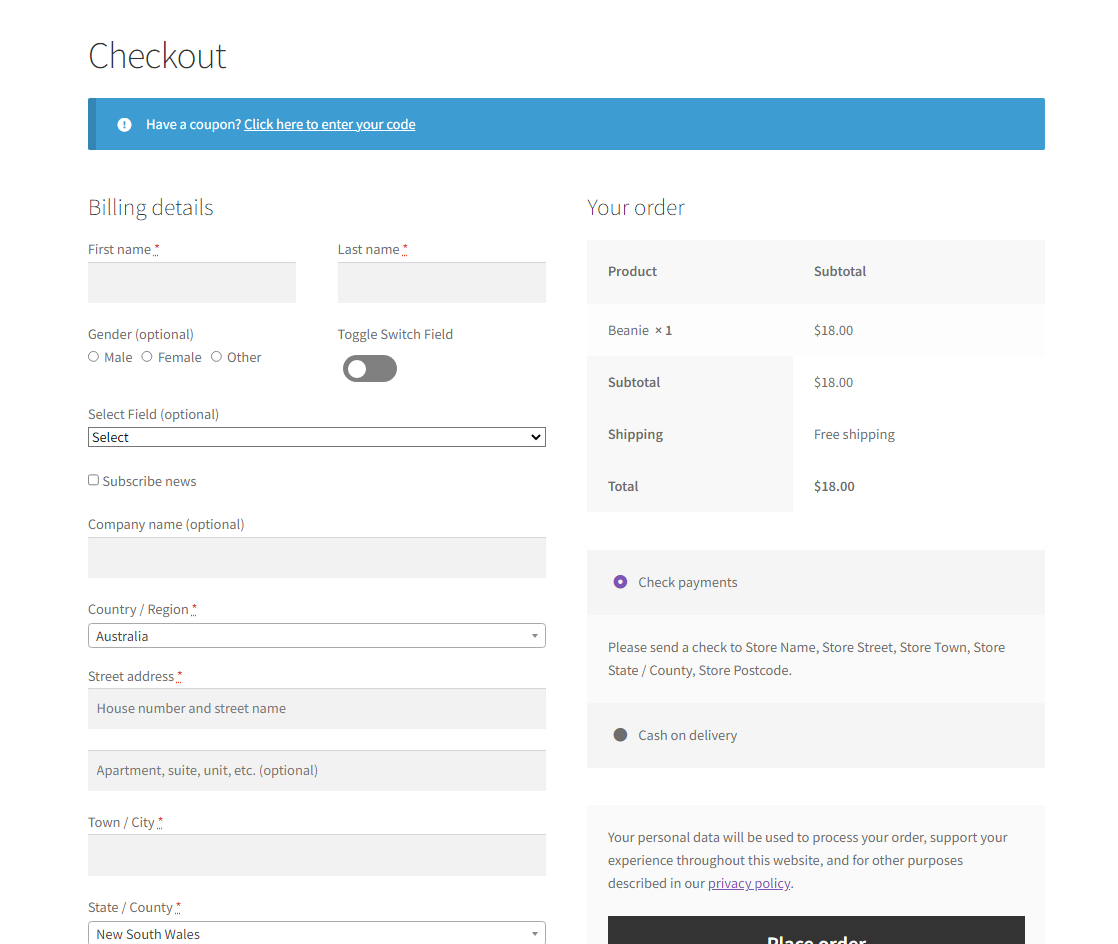 Checkout
Have a coupon? Click here to enter your code
Billing details
First name *
Last name *
Gender (optional)
Male Female Other
Toggle Switch Field
Select Field (optional)
Select
Subscribe news
Company name (optional)
Country / Region *
Australia
Street address *
House number and street name
Apartment, suite, unit, etc. (optional)
Town / City *
State / County *
New South Wales
Your order
Product Subtotal
Beanie × 1 $18.00
Subtotal $18.00
Shipping Free shipping
Total $18.00
Check payments
Please send a check to Store Name, Store Street, Store Town, Store
State / County, Store Postcode.
Cash on delivery
Your personal data will be used to process your order, support your
experience throughout this website, and for other purposes
described in our privacy policy.
Place order